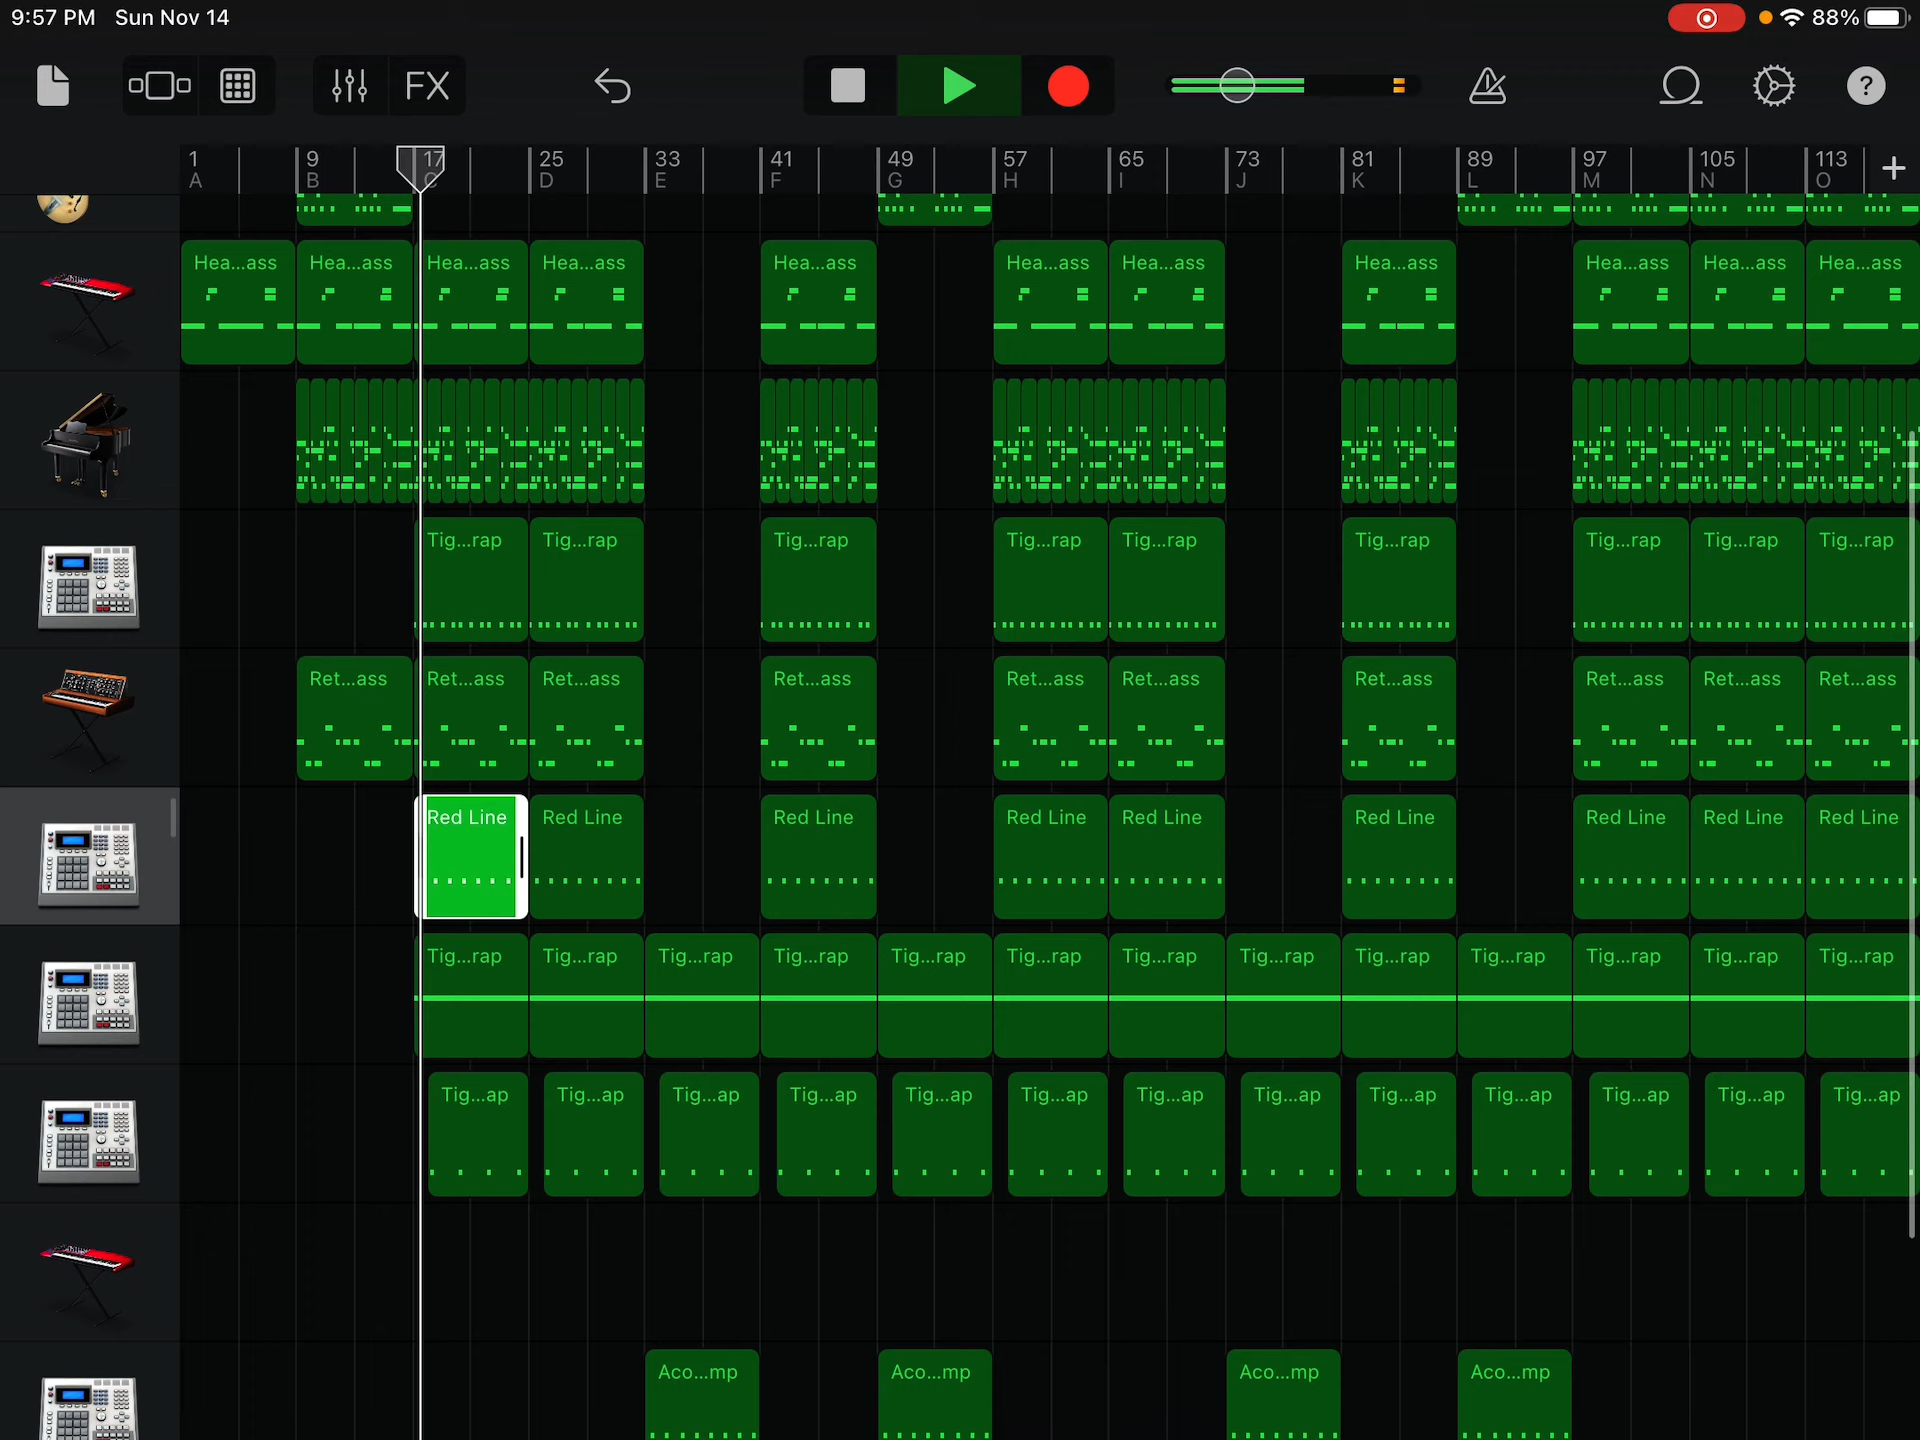 9:57 PM Sun Nov 14 88%
FX ?
1 9 17 25 33 41 49 57 65 73 81 89 97 105 113 +
A B C D E F G H I J K L M N O
Hea...ass Hea...ass Hea...ass Hea...ass Hea...ass Hea...ass Hea...ass Hea...ass Hea...ass Hea...ass Hea...ass
Tig...rap Tig...rap Tig...rap Tig...rap Tig...rap Tig...rap Tig...rap Tig...rap Tig...rap
Ret...ass Ret...ass Ret...ass Ret...ass Ret...ass Ret...ass Ret...ass Ret...ass Ret...ass Ret...ass
Red Line Red Line Red Line Red Line Red Line Red Line Red Line Red Line Red Line
Tig...rap Tig...rap Tig...rap Tig...rap Tig...rap Tig...rap Tig...rap Tig...rap Tig...rap Tig...rap Tig...rap Tig...rap Tig...rap
Tig...ap Tig...ap Tig...ap Tig...ap Tig...ap Tig...ap Tig...ap Tig...ap Tig...ap Tig...ap Tig...ap Tig...ap Tig...ap
Aco...mp Aco...mp Aco...mp Aco...mp